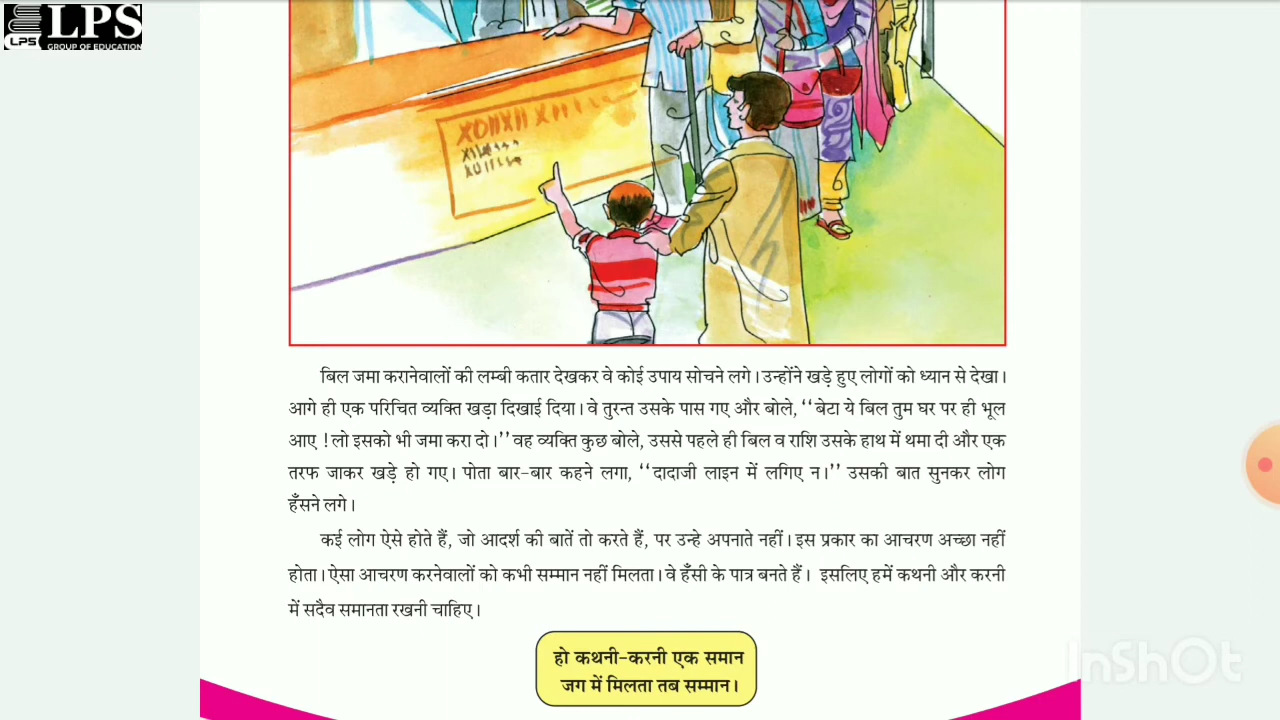 LPS
LPS
GROUP OF EDUCATION
बिल जमा करानेवालों की लम्बी कतार देखकर वे कोई उपाय सोचने लगे। उन्होंने खड़े हुए लोगों को ध्यान से देखा।
आगे ही एक परिचित व्यक्ति खड़ा दिखाई दिया। वे तुरन्त उसके पास गए और बोले, ‘‘बेटा ये बिल तुम घर पर ही भूल
आए ! लो इसको भी जमा करा दो।’’ वह व्यक्ति कुछ बोले, उससे पहले ही बिल व राशि उसके हाथ में थमा दी और एक
तरफ जाकर खड़े हो गए। पोता बार-बार कहने लगा, ‘‘दादाजी लाइन में लगिए न।’’ उसकी बात सुनकर लोग
हँसने लगे।
कई लोग ऐसे होते हैं, जो आदर्श की बातें तो करते हैं, पर उन्हे अपनाते नहीं। इस प्रकार का आचरण अच्छा नहीं
होता। ऐसा आचरण करनेवालों को कभी सम्मान नहीं मिलता। वे हँसी के पात्र बनते हैं। इसलिए हमें कथनी और करनी
में सदैव समानता रखनी चाहिए।
हो कथनी-करनी एक समान
जग में मिलता तब सम्मान।
InShOt